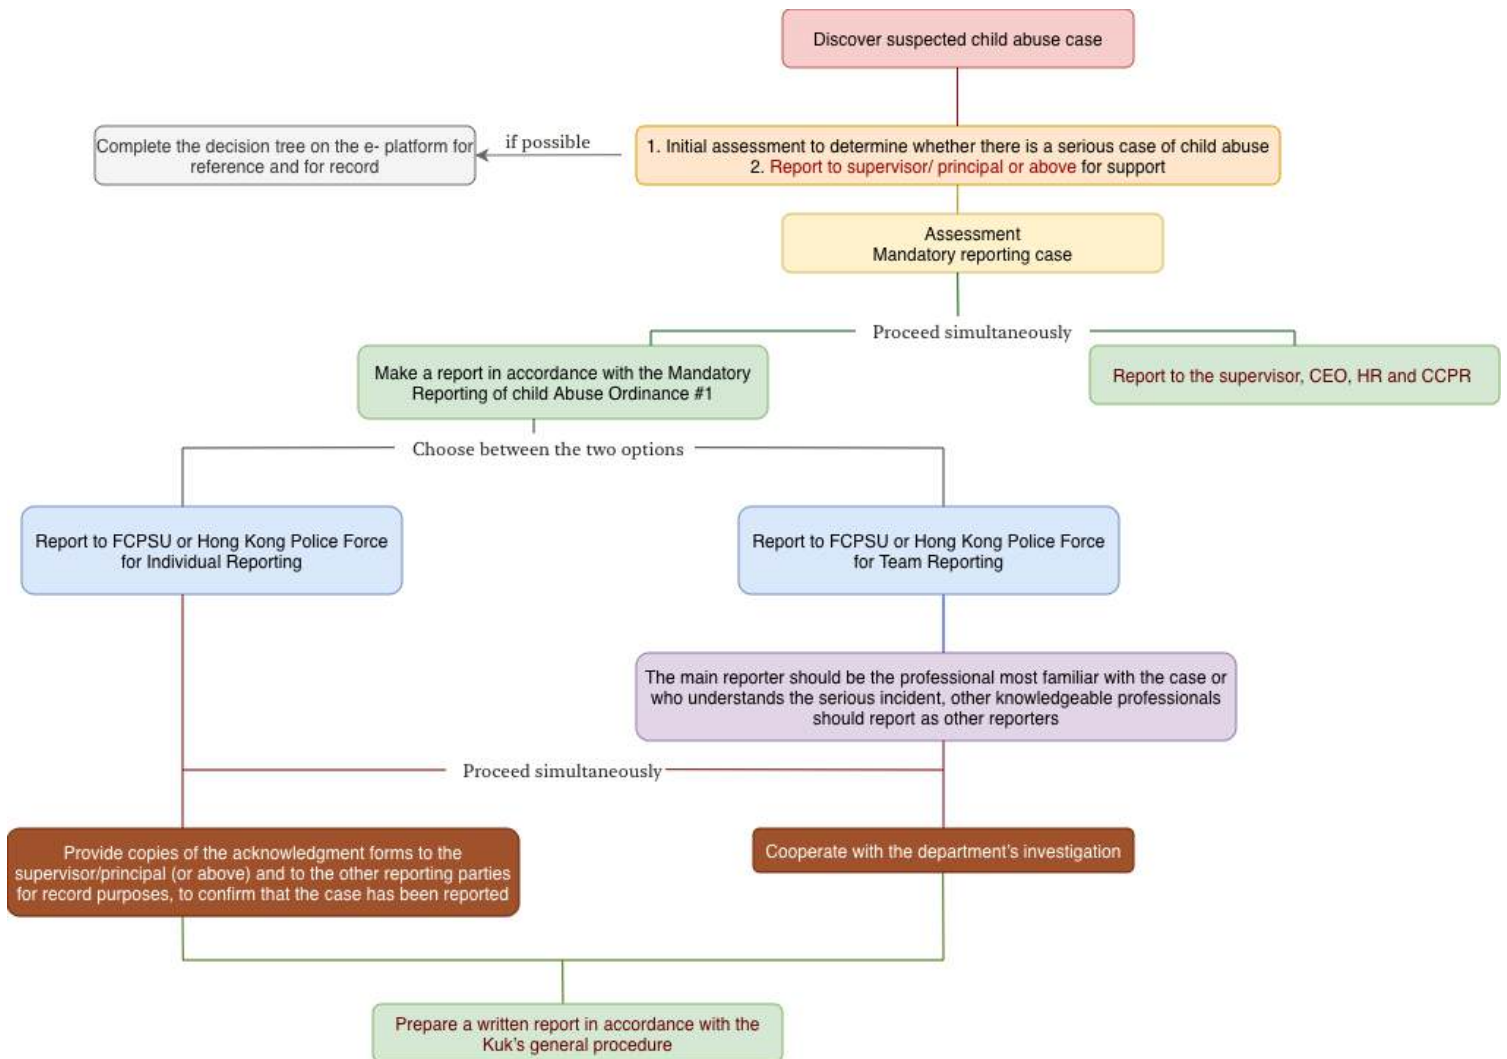 Discover suspected child abuse case
Complete the decision tree on the e- platform for
reference and for record
if possible
1. Initial assessment to determine whether there is a serious case of child abuse
2. Report to supervisor/ principal or above for support
Assessment
Mandatory reporting case
Proceed simultaneously
Make a report in accordance with the Mandatory
Reporting of child Abuse Ordinance #1
Report to the supervisor, CEO, HR and CCPR
Choose between the two options
Report to FCPSU or Hong Kong Police Force
for Individual Reporting
Report to FCPSU or Hong Kong Police Force
for Team Reporting
The main reporter should be the professional most familiar with the case or
who understands the serious incident, other knowledgeable professionals
should report as other reporters
Proceed simultaneously
Provide copies of the acknowledgment forms to the
supervisor/principal (or above) and to the other reporting parties
for record purposes, to confirm that the case has been reported
Cooperate with the department's investigation
Prepare a written report in accordance with the
Kuk's general procedure